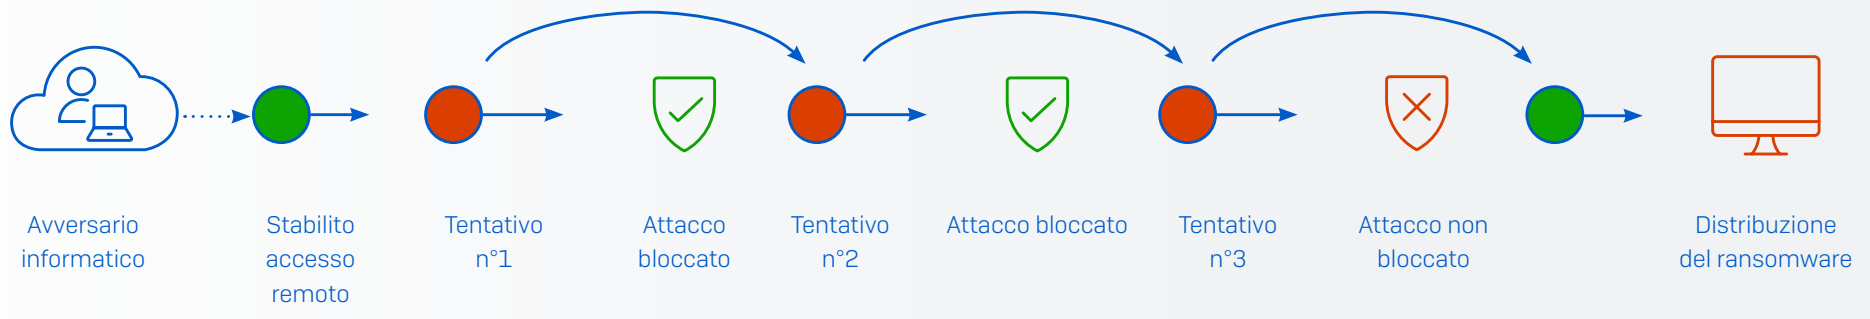 Avversario
informatico
Stabilito
accesso
remoto
Tentativo
n°1
Attacco
bloccato
Tentativo
n°2
Attacco bloccato
Tentativo
n°3
Attacco non
bloccato
Distribuzione
del ransomware